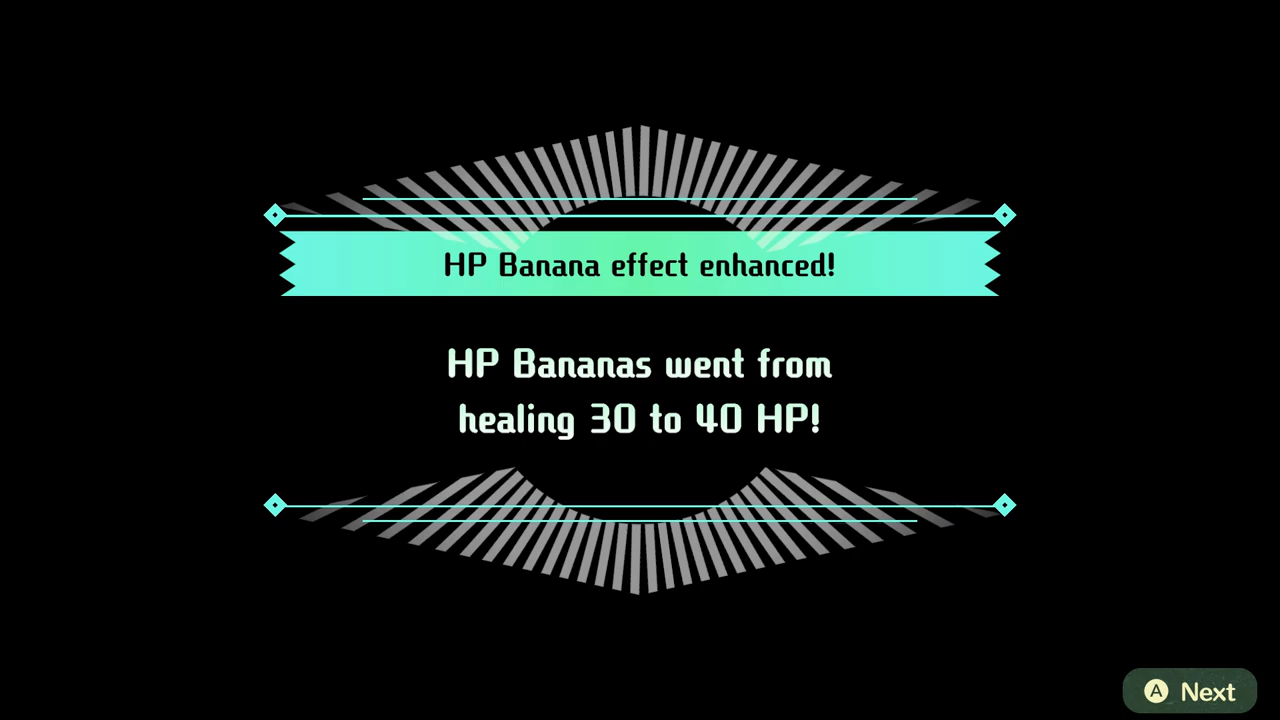 HP Banana effect enhanced!
HP Bananas went from
healing 30 to 40 HP!
A Next